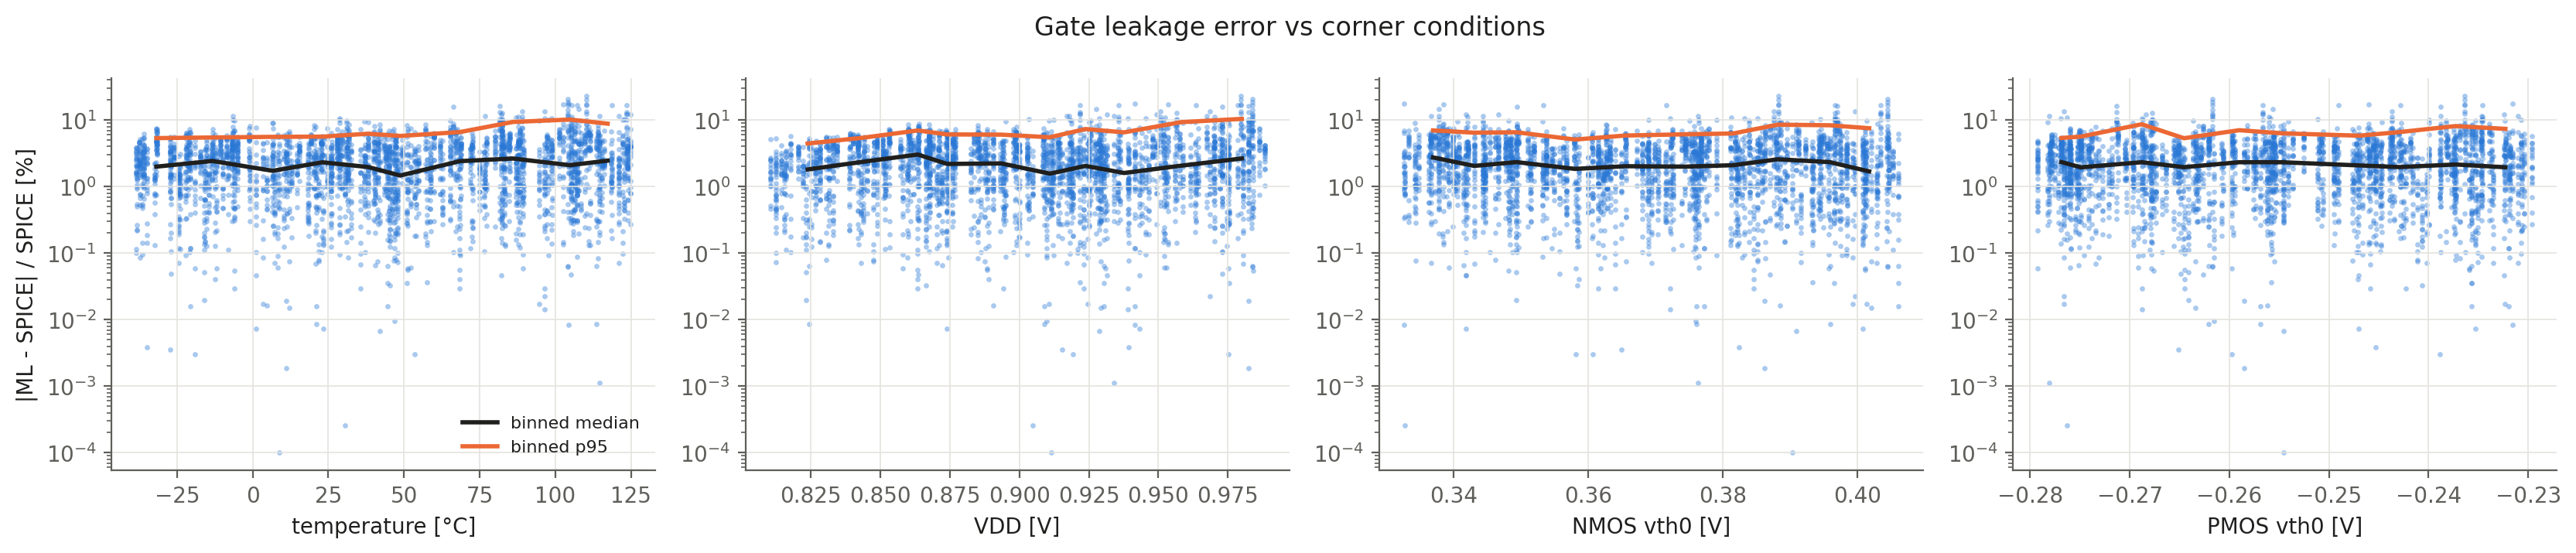 Gate leakage error vs corner conditions
|ML - SPICE| / SPICE [%]
10¹
10⁰
10⁻¹
10⁻²
10⁻³
10⁻⁴
binned median
binned p95
−25 0 25 50 75 100 125
temperature [°C]
10¹
10⁰
10⁻¹
10⁻²
10⁻³
10⁻⁴
0.825 0.850 0.875 0.900 0.925 0.950 0.975
VDD [V]
10¹
10⁰
10⁻¹
10⁻²
10⁻³
10⁻⁴
0.34 0.36 0.38 0.40
NMOS vth0 [V]
10¹
10⁰
10⁻¹
10⁻²
10⁻³
10⁻⁴
−0.28 −0.27 −0.26 −0.25 −0.24 −0.23
PMOS vth0 [V]